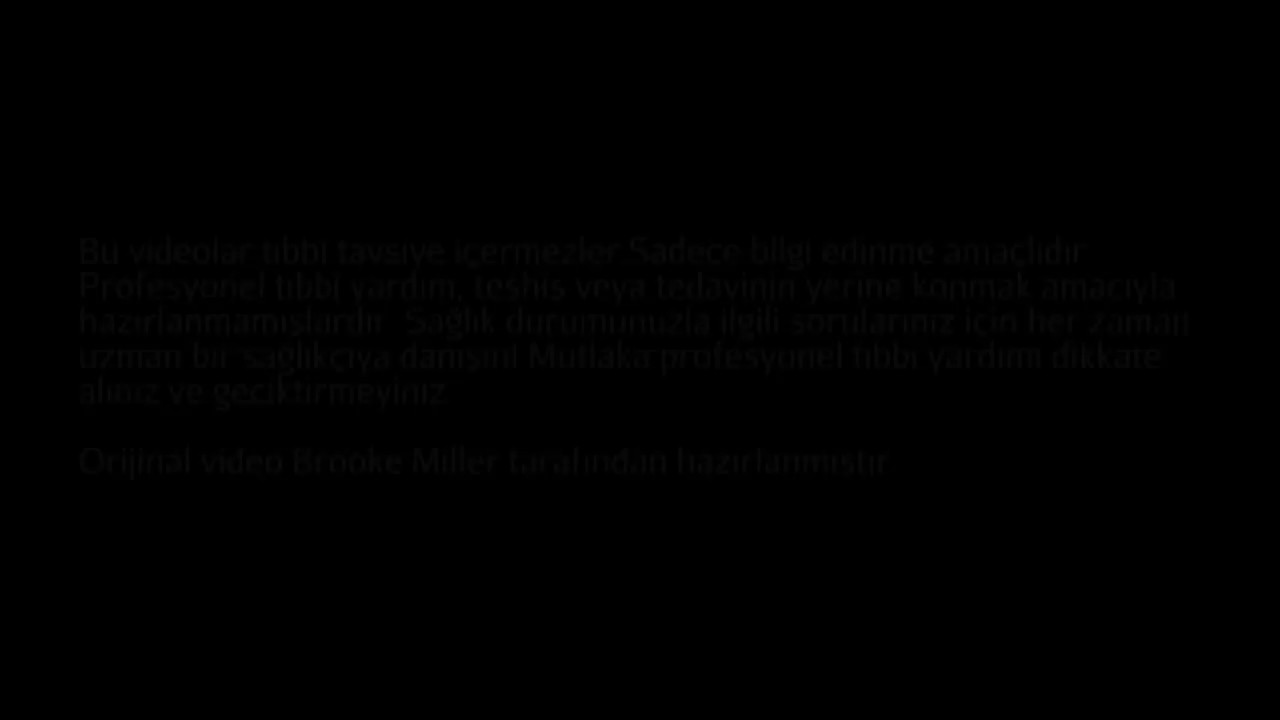 Bu videolar tıbbi tavsiye içermezler.Sadece bilgi edinme amaçlıdır.
Profesyonel tıbbi yardım, teshis veya tedavinin yerine konmak amacıyla
hazırlanmamışlardır. Sağlık durumunuzla ilgili sorularınız için her zaman
uzman bir sağlıkçıya danışın! Mutlaka profesyonel tıbbi yardımı dikkate
alınız ve geciktirmeyiniz.
Orijinal video Brooke Miller tarafından hazırlanmıstır.